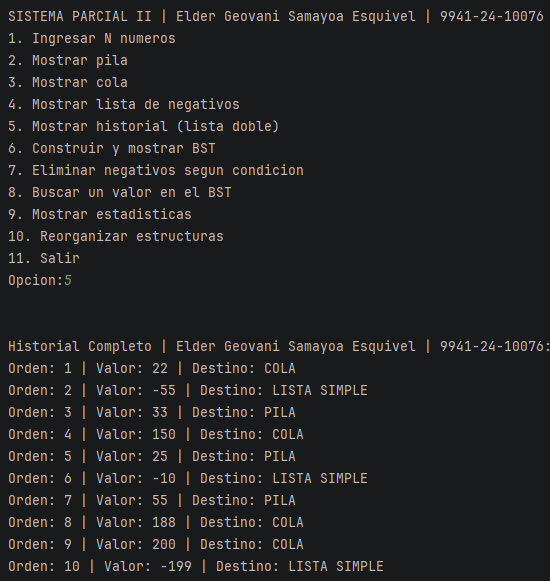 SISTEMA PARCIAL II | Elder Geovani Samayoa Esquivel | 9941-24-10076
1. Ingresar N numeros
2. Mostrar pila
3. Mostrar cola
4. Mostrar lista de negativos
5. Mostrar historial (lista doble)
6. Construir y mostrar BST
7. Eliminar negativos segun condicion
8. Buscar un valor en el BST
9. Mostrar estadisticas
10. Reorganizar estructuras
11. Salir
Opcion:5
Historial Completo | Elder Geovani Samayoa Esquivel | 9941-24-10076:
Orden: 1 | Valor: 22 | Destino: COLA
Orden: 2 | Valor: -55 | Destino: LISTA SIMPLE
Orden: 3 | Valor: 33 | Destino: PILA
Orden: 4 | Valor: 150 | Destino: COLA
Orden: 5 | Valor: 25 | Destino: PILA
Orden: 6 | Valor: -10 | Destino: LISTA SIMPLE
Orden: 7 | Valor: 55 | Destino: PILA
Orden: 8 | Valor: 188 | Destino: COLA
Orden: 9 | Valor: 200 | Destino: COLA
Orden: 10 | Valor: -199 | Destino: LISTA SIMPLE